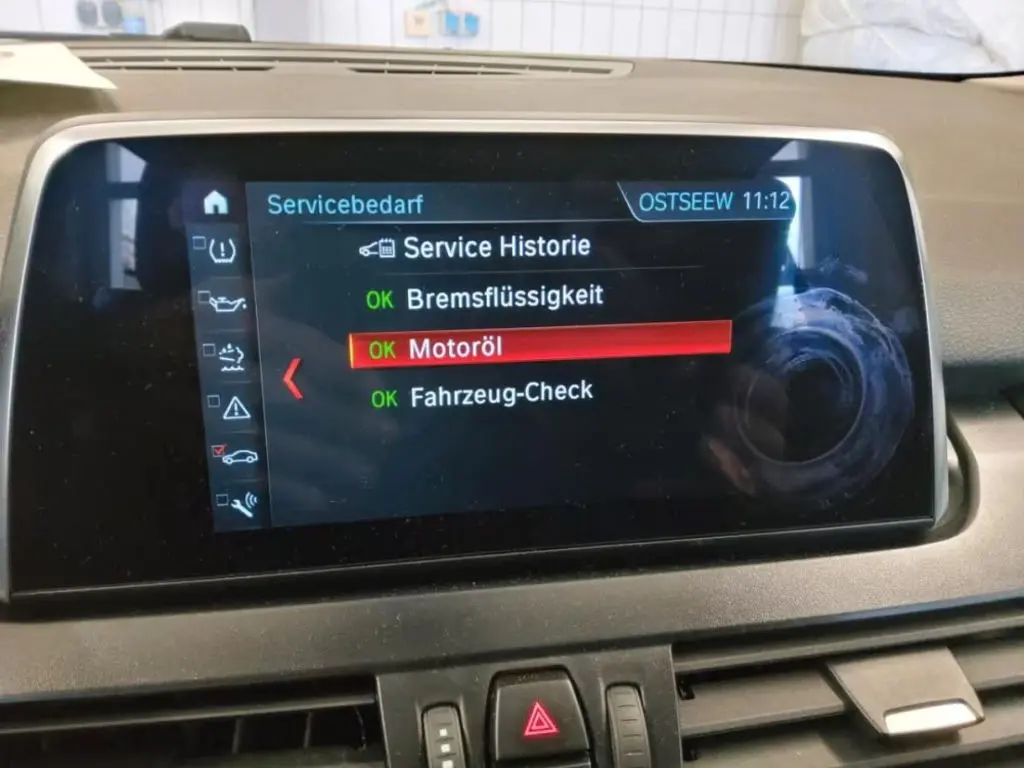 Servicebedarf
OSTSEEW 11:12
Service Historie
OK Bremsflüssigkeit
OK Motoröl
OK Fahrzeug-Check